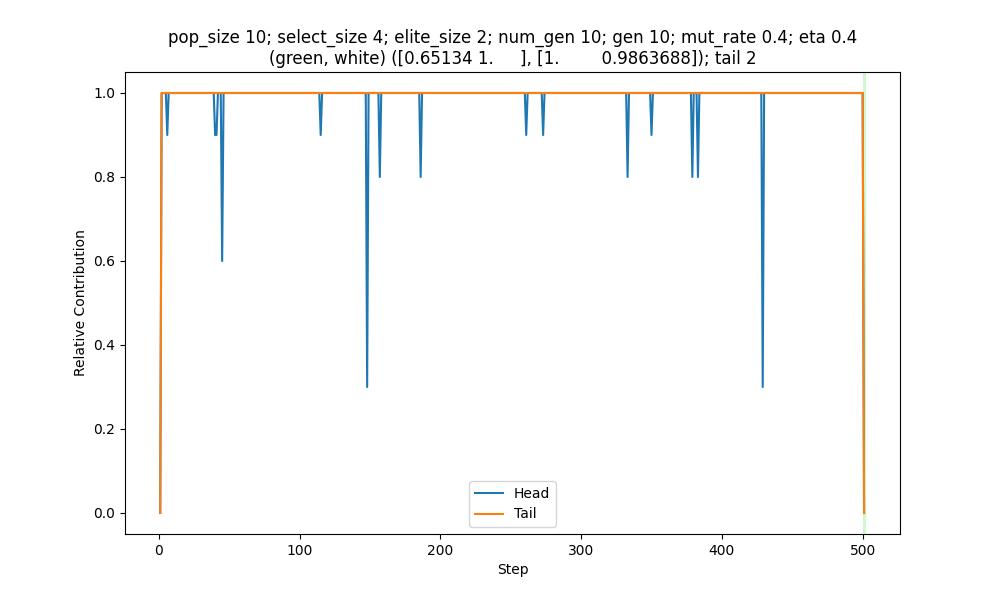 pop_size 10; select_size 4; elite_size 2; num_gen 10; gen 10; mut_rate 0.4; eta 0.4
(green, white) ([0.65134 1.     ], [1.        0.9863688]); tail 2
1.0
0.8
0.6
0.4
0.2
0.0
Relative Contribution
Head
Tail
0 100 200 300 400 500
Step